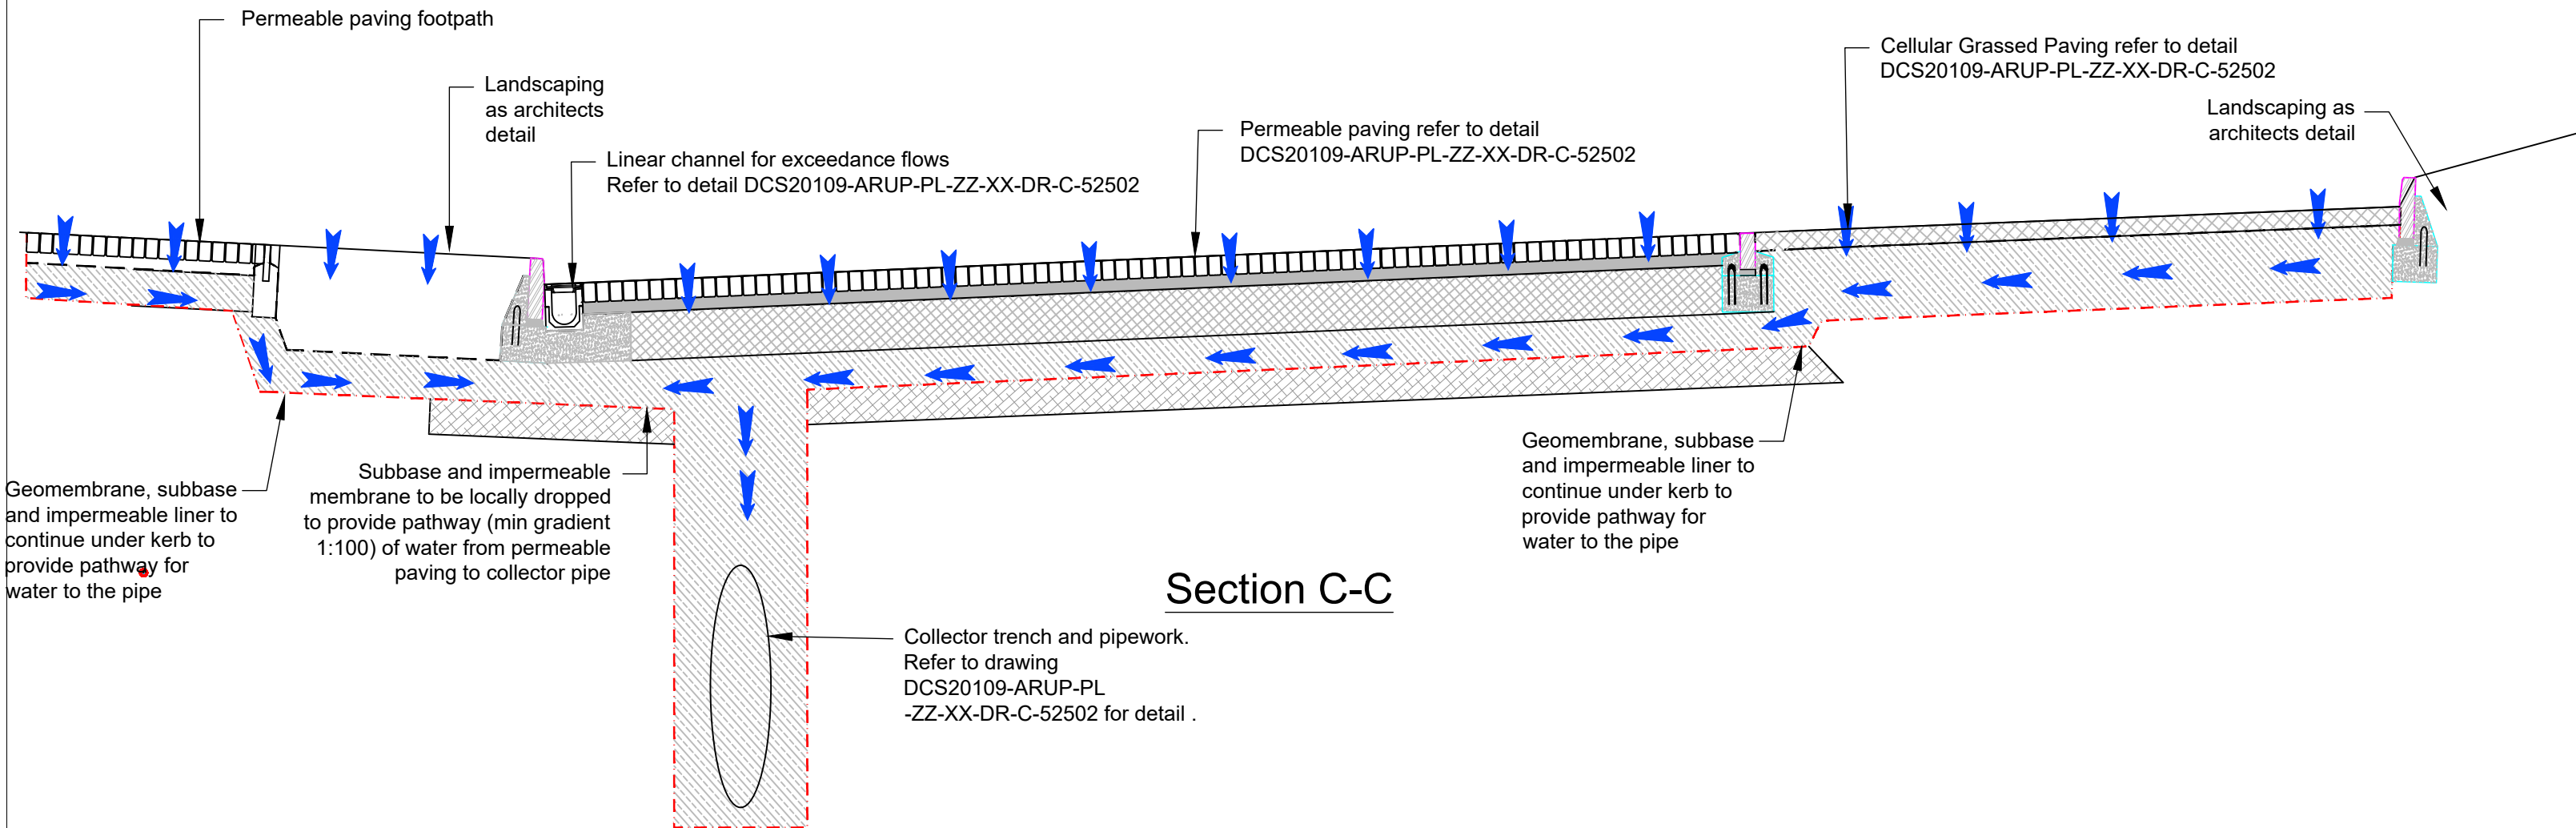 Permeable paving footpath
Landscaping
as architects
detail
Linear channel for exceedance flows
Refer to detail DCS20109-ARUP-PL-ZZ-XX-DR-C-52502
Permeable paving refer to detail
DCS20109-ARUP-PL-ZZ-XX-DR-C-52502
Cellular Grassed Paving refer to detail
DCS20109-ARUP-PL-ZZ-XX-DR-C-52502
Landscaping as
architects detail
Geomembrane, subbase
and impermeable liner to
continue under kerb to
provide pathway for
water to the pipe
Subbase and impermeable
membrane to be locally dropped
to provide pathway (min gradient
1:100) of water from permeable
paving to collector pipe
Geomembrane, subbase
and impermeable liner to
continue under kerb to
provide pathway for
water to the pipe
Section C-C
Collector trench and pipework.
Refer to drawing
DCS20109-ARUP-PL
-ZZ-XX-DR-C-52502 for detail .